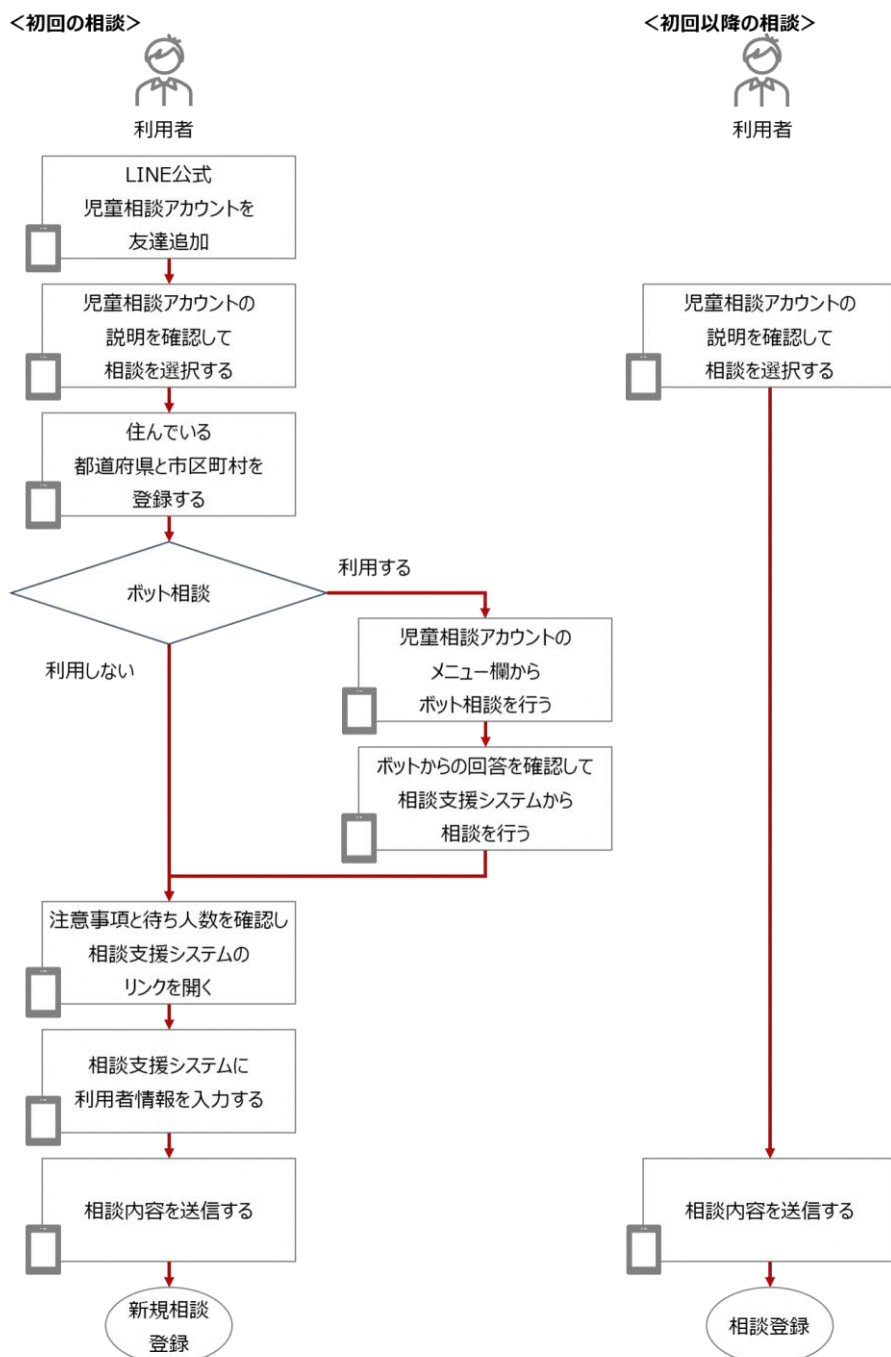 ＜初回の相談＞
利用者
LINE公式
児童相談アカウントを
友達追加
児童相談アカウントの
説明を確認して
相談を選択する
住んでいる
都道府県と市区町村を
登録する
ボット相談
利用する
利用しない
児童相談アカウントの
メニュー欄から
ボット相談を行う
ボットからの回答を確認して
相談支援システムから
相談を行う
注意事項と待ち人数を確認し
相談支援システムの
リンクを開く
相談支援システムに
利用者情報を入力する
相談内容を送信する
新規相談
登録
＜初回以降の相談＞
利用者
児童相談アカウントの
説明を確認して
相談を選択する
相談内容を送信する
相談登録